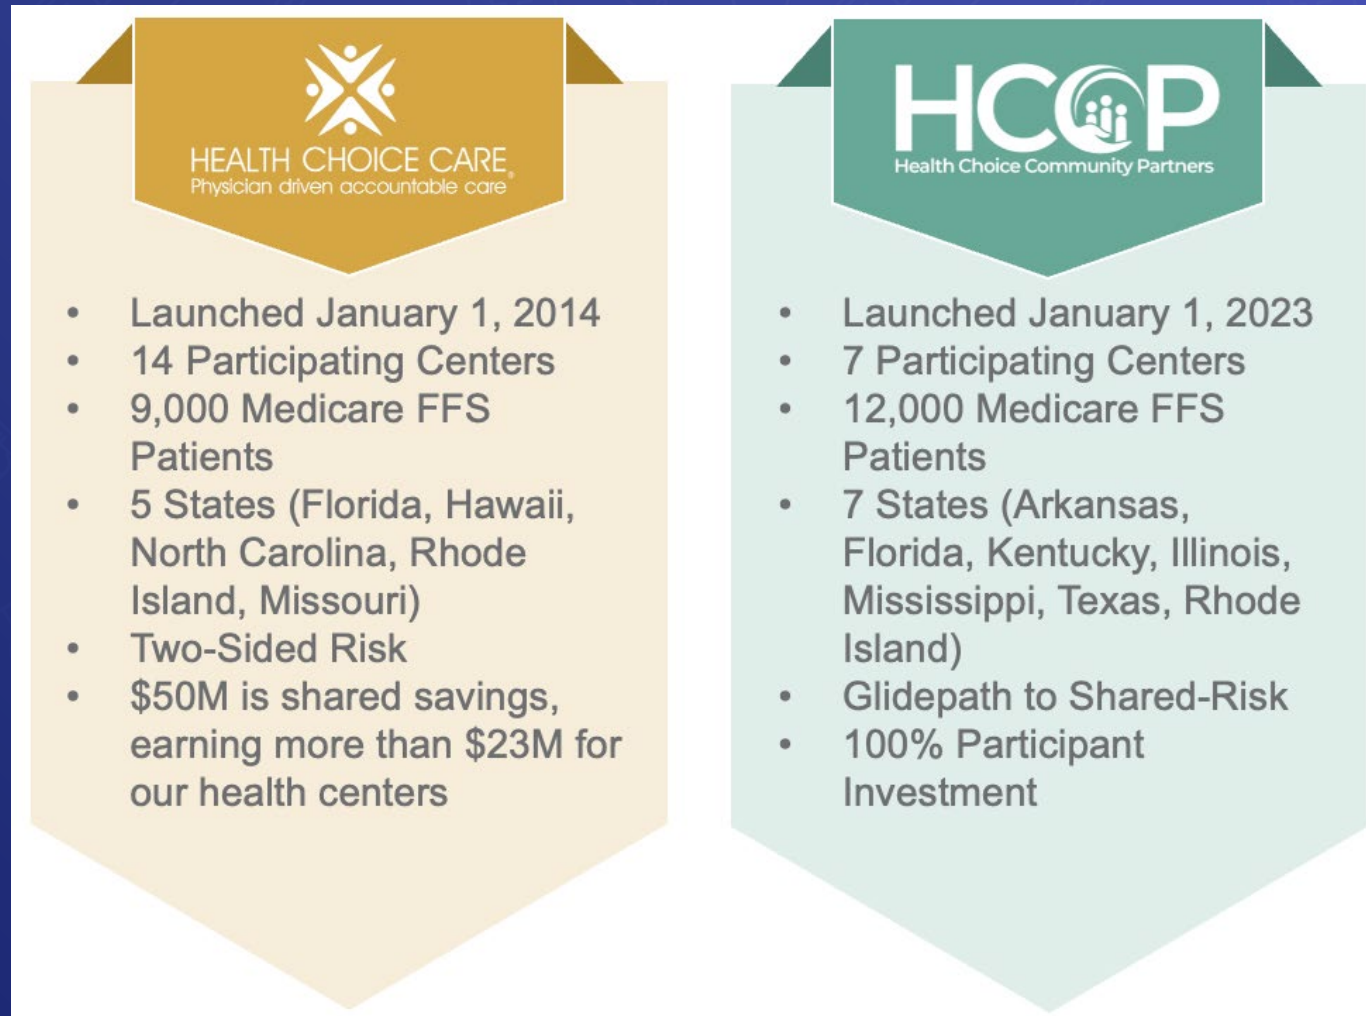 HEALTH CHOICE CARE®
Physician driven accountable care
• Launched January 1, 2014
• 14 Participating Centers
• 9,000 Medicare FFS
Patients
• 5 States (Florida, Hawaii,
North Carolina, Rhode
Island, Missouri)
• Two-Sided Risk
• $50M is shared savings,
earning more than $23M for
our health centers
HCCP
Health Choice Community Partners
• Launched January 1, 2023
• 7 Participating Centers
• 12,000 Medicare FFS
Patients
• 7 States (Arkansas,
Florida, Kentucky, Illinois,
Mississippi, Texas, Rhode
Island)
• Glidepath to Shared-Risk
• 100% Participant
Investment